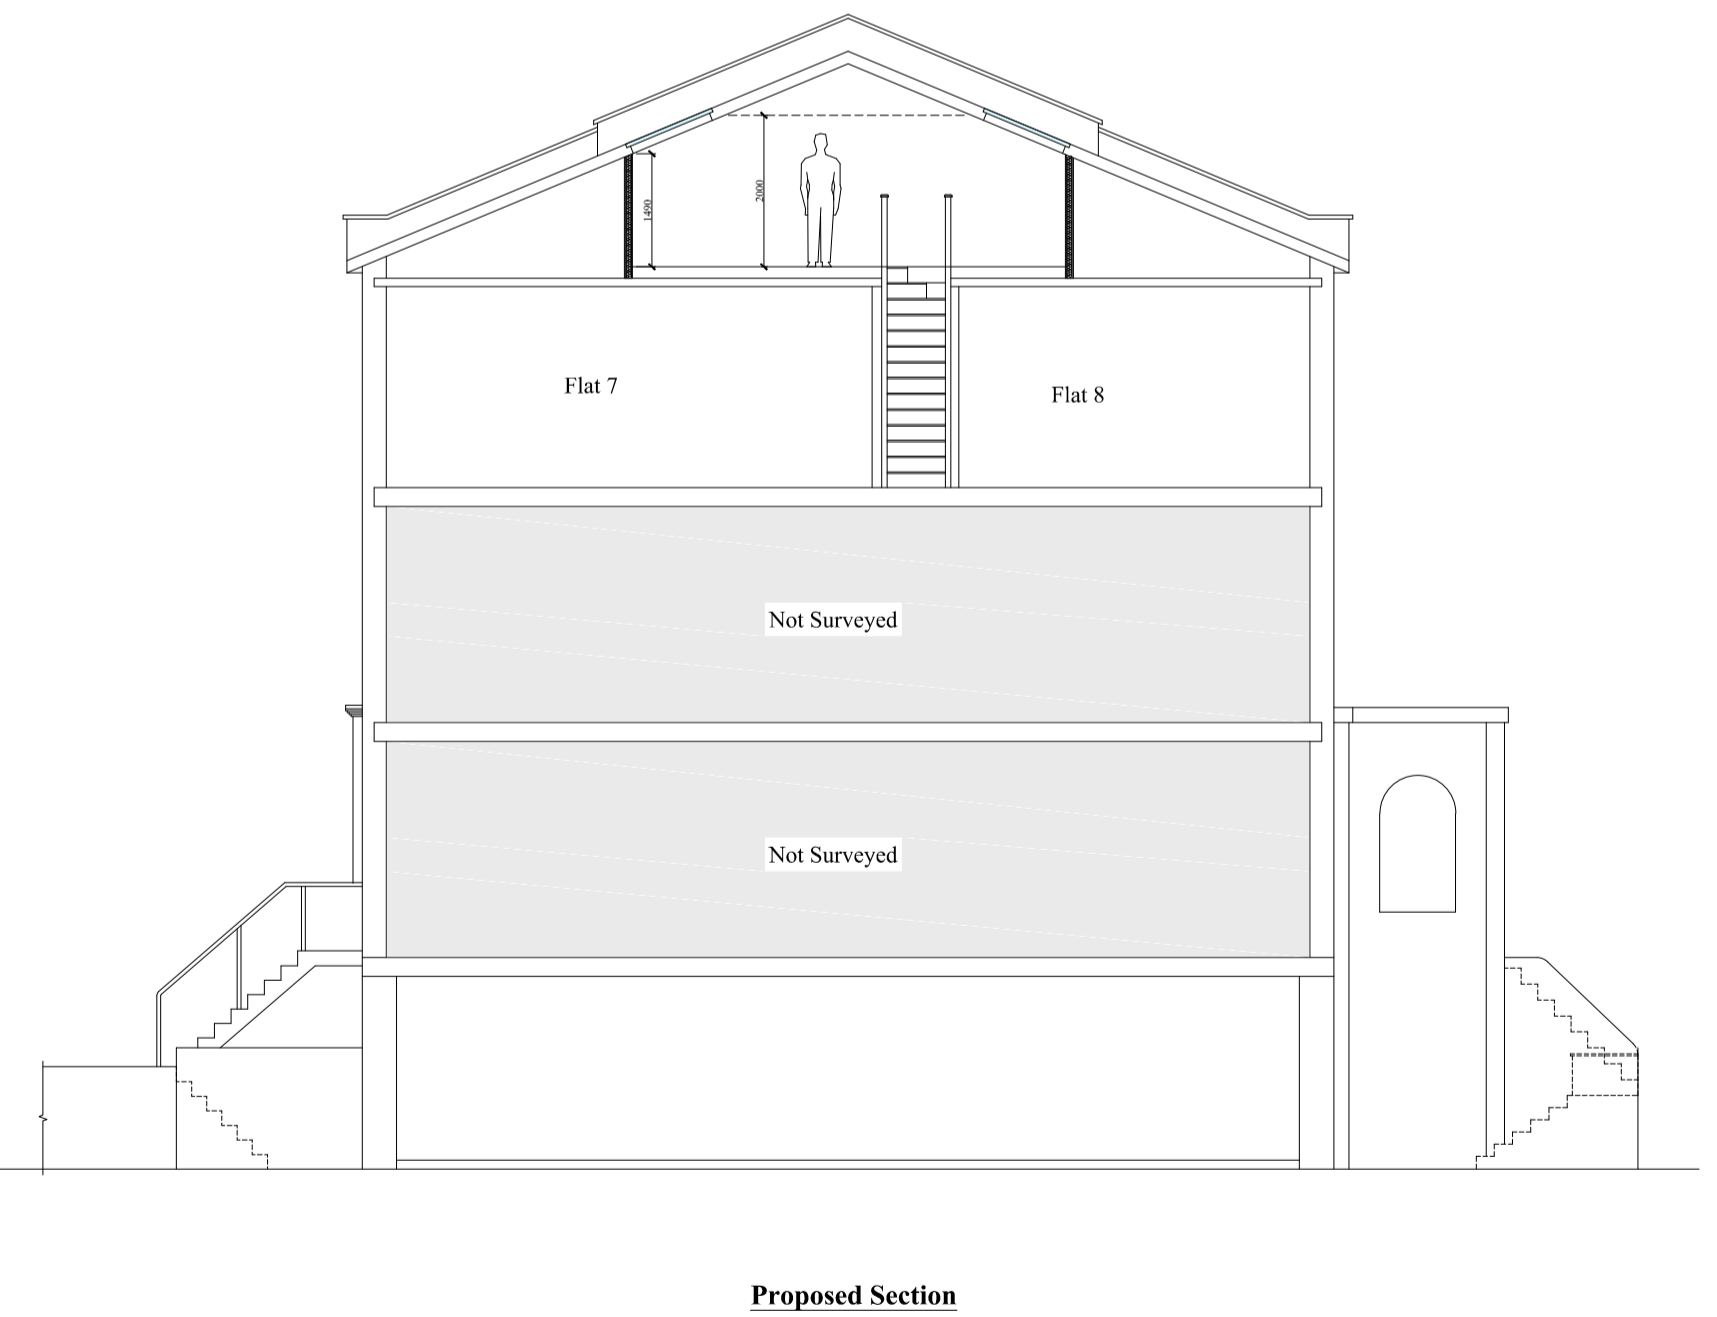 2000
1490
Flat 7
Flat 8
Not Surveyed
Not Surveyed
Proposed Section